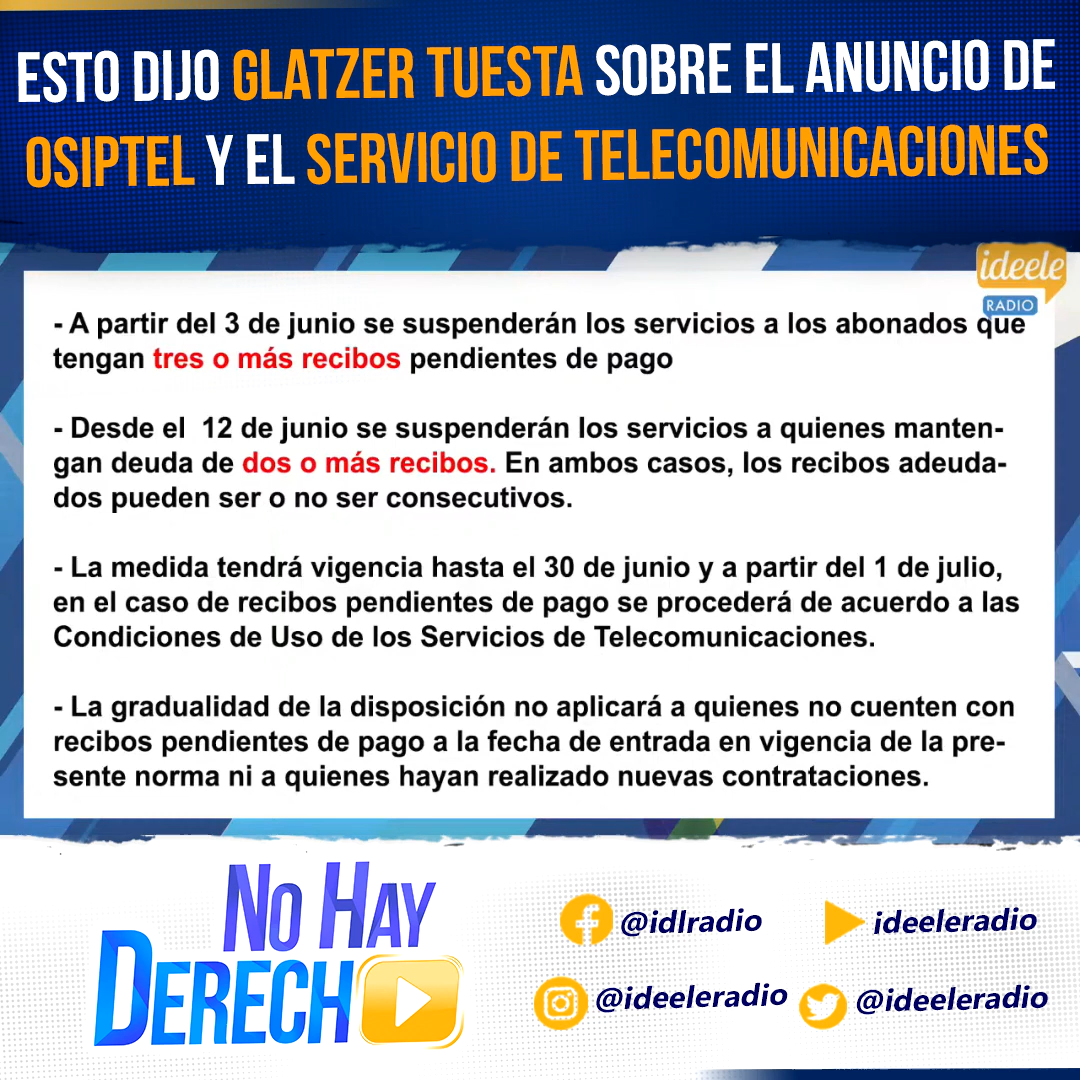 ESTO DIJO GLATZER TUESTA SOBRE EL ANUNCIO DE
OSIPTEL Y EL SERVICIO DE TELECOMUNICACIONES
ideele
RADIO
- A partir del 3 de junio se suspenderán los servicios a los abonados que
tengan tres o más recibos pendientes de pago
- Desde el 12 de junio se suspenderán los servicios a quienes manten-
gan deuda de dos o más recibos. En ambos casos, los recibos adeuda-
dos pueden ser o no ser consecutivos.
- La medida tendrá vigencia hasta el 30 de junio y a partir del 1 de julio,
en el caso de recibos pendientes de pago se procederá de acuerdo a las
Condiciones de Uso de los Servicios de Telecomunicaciones.
- La gradualidad de la disposición no aplicará a quienes no cuenten con
recibos pendientes de pago a la fecha de entrada en vigencia de la pre-
sente norma ni a quienes hayan realizado nuevas contrataciones.
NO HAY
DERECH
@idlradio
ideeleradio
@ideeleradio
@ideeleradio